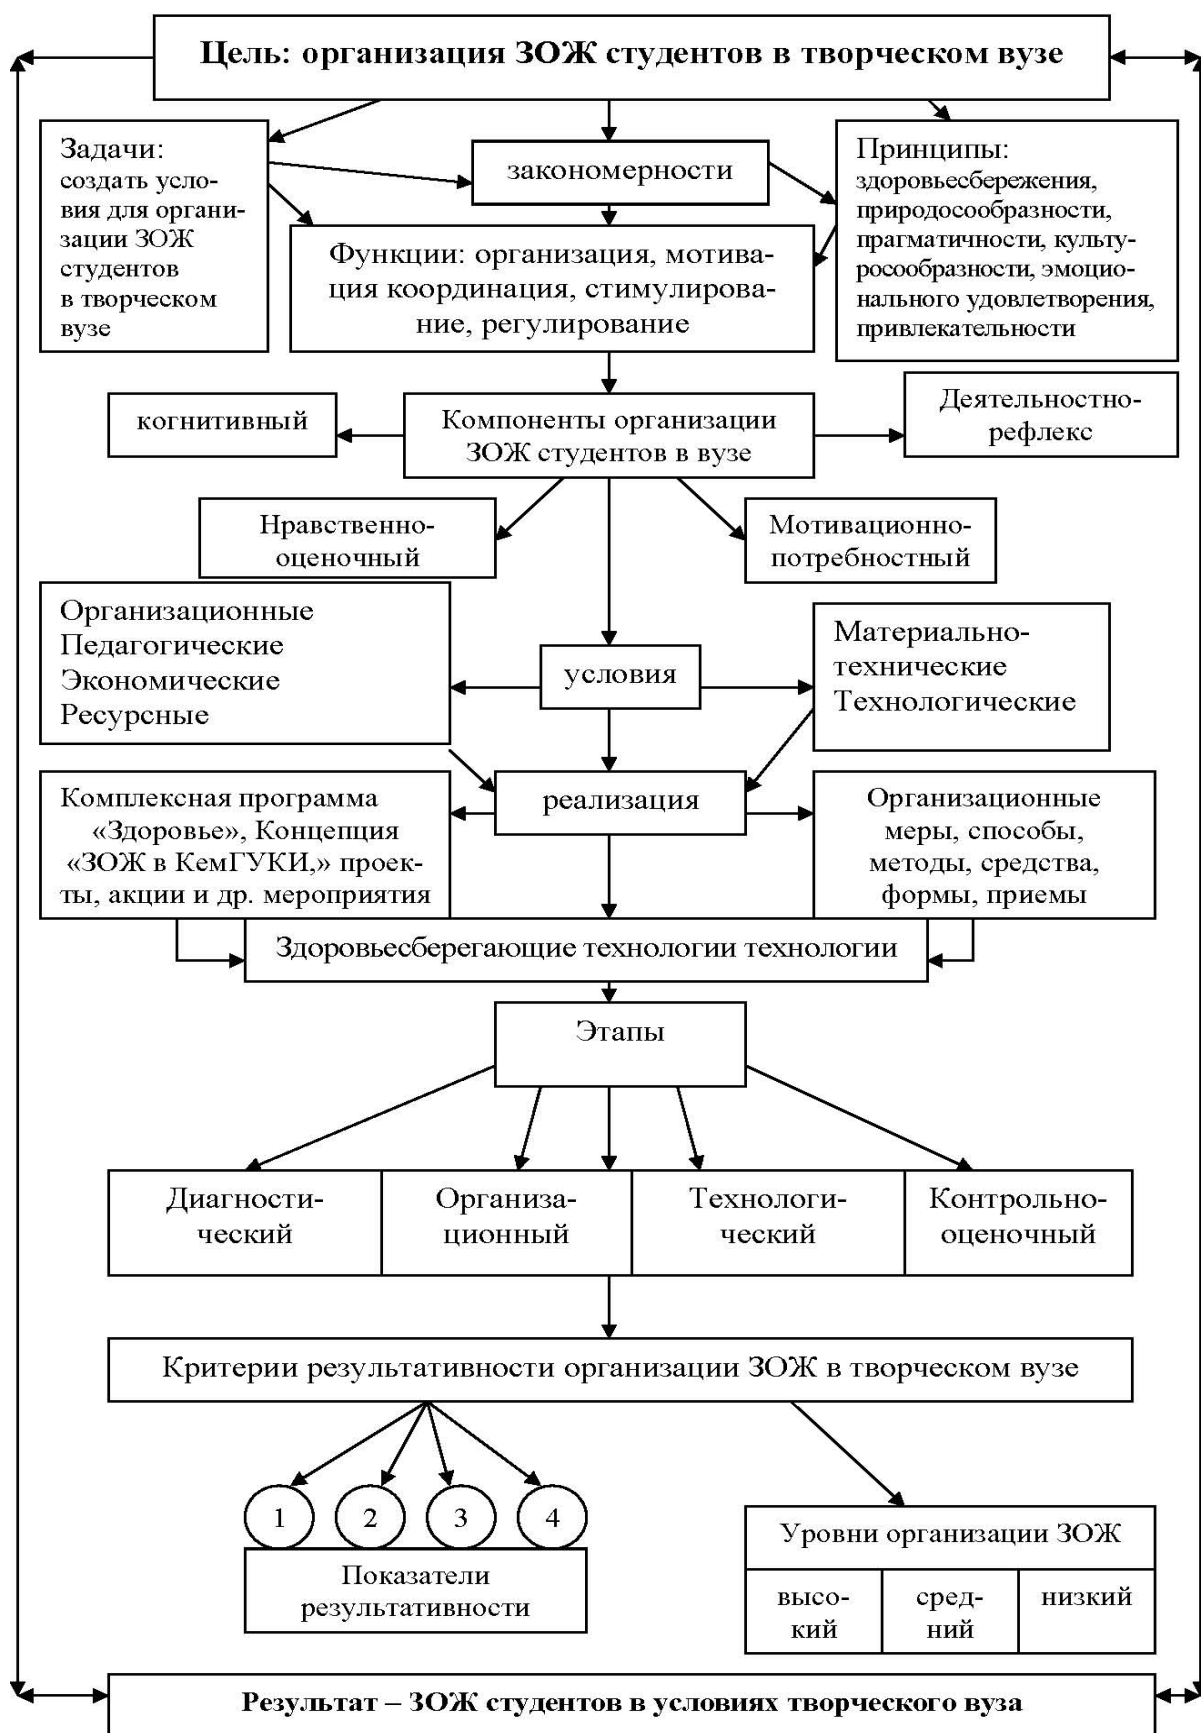 Цель: организация ЗОЖ студентов в творческом вузе
Задачи:
создать усло-
вия для органи-
зации ЗОЖ
студентов
в творческом
вузе
закономерности
Принципы:
здоровьесбережения,
природосообразности,
прагматичности, культу-
росообразности, эмоцио-
нального удовлетворения,
привлекательности
Функции: организация, мотива-
ция координация, стимулирова-
ние, регулирование
когнитивный
Компоненты организации
ЗОЖ студентов в вузе
Деятельностно-
рефлекс
Нравственно-
оценочный
Мотивационно-
потребностный
Организационные
Педагогические
Экономические
Ресурсные
условия
Материально-
технические
Технологические
Комплексная программа
«Здоровье», Концепция
«ЗОЖ в КемГУКИ,» проек-
ты, акции и др. мероприятия
реализация
Организационные
меры, способы,
методы, средства,
формы, приемы
Здоровьесберегающие технологии технологии
Этапы
Диагности-
ческий
Организа-
ционный
Технологи-
ческий
Контрольно-
оценочный
Критерии результативности организации ЗОЖ в творческом вузе
1 2 3 4
Показатели
результативности
Уровни организации ЗОЖ
высо-
кий
сред-
ний
низкий
Результат – ЗОЖ студентов в условиях творческого вуза